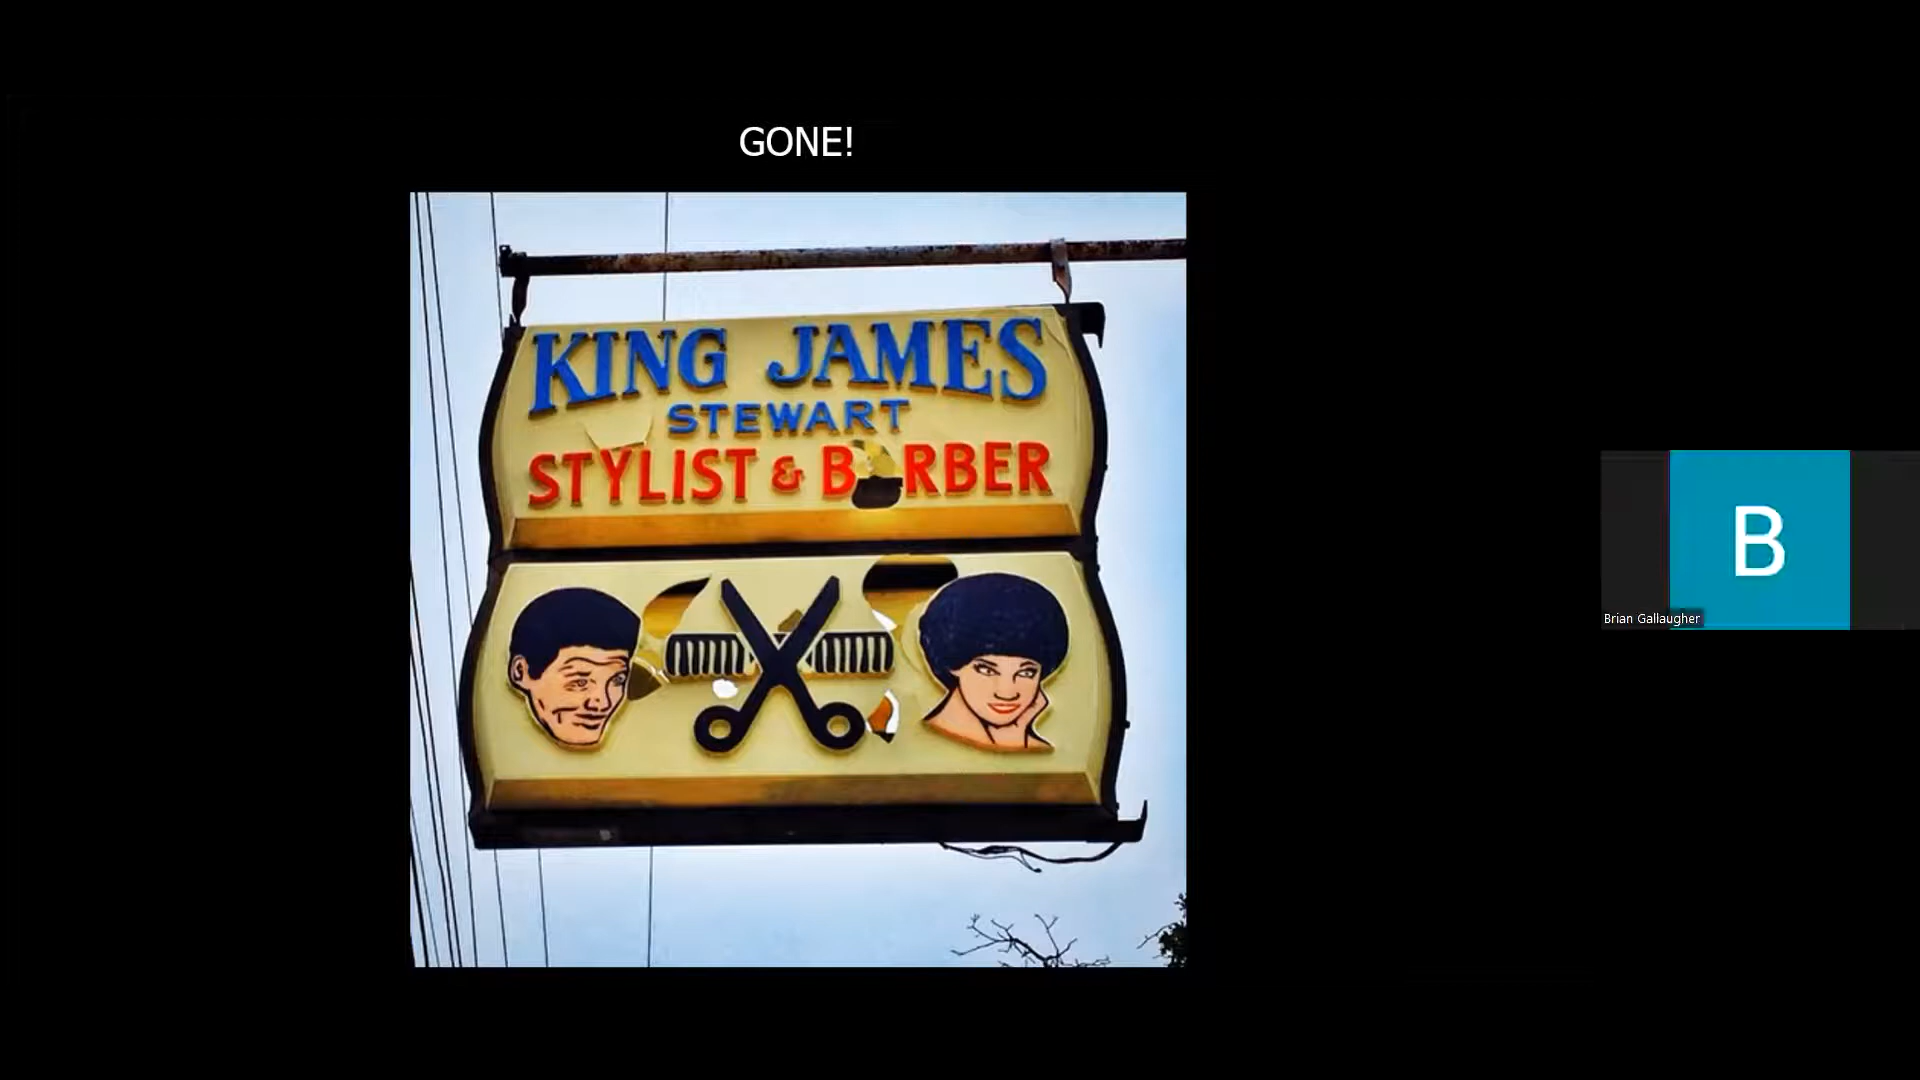 GONE!
KING JAMES
STEWART
STYLIST & B RBER
B
Brian Gallaugher